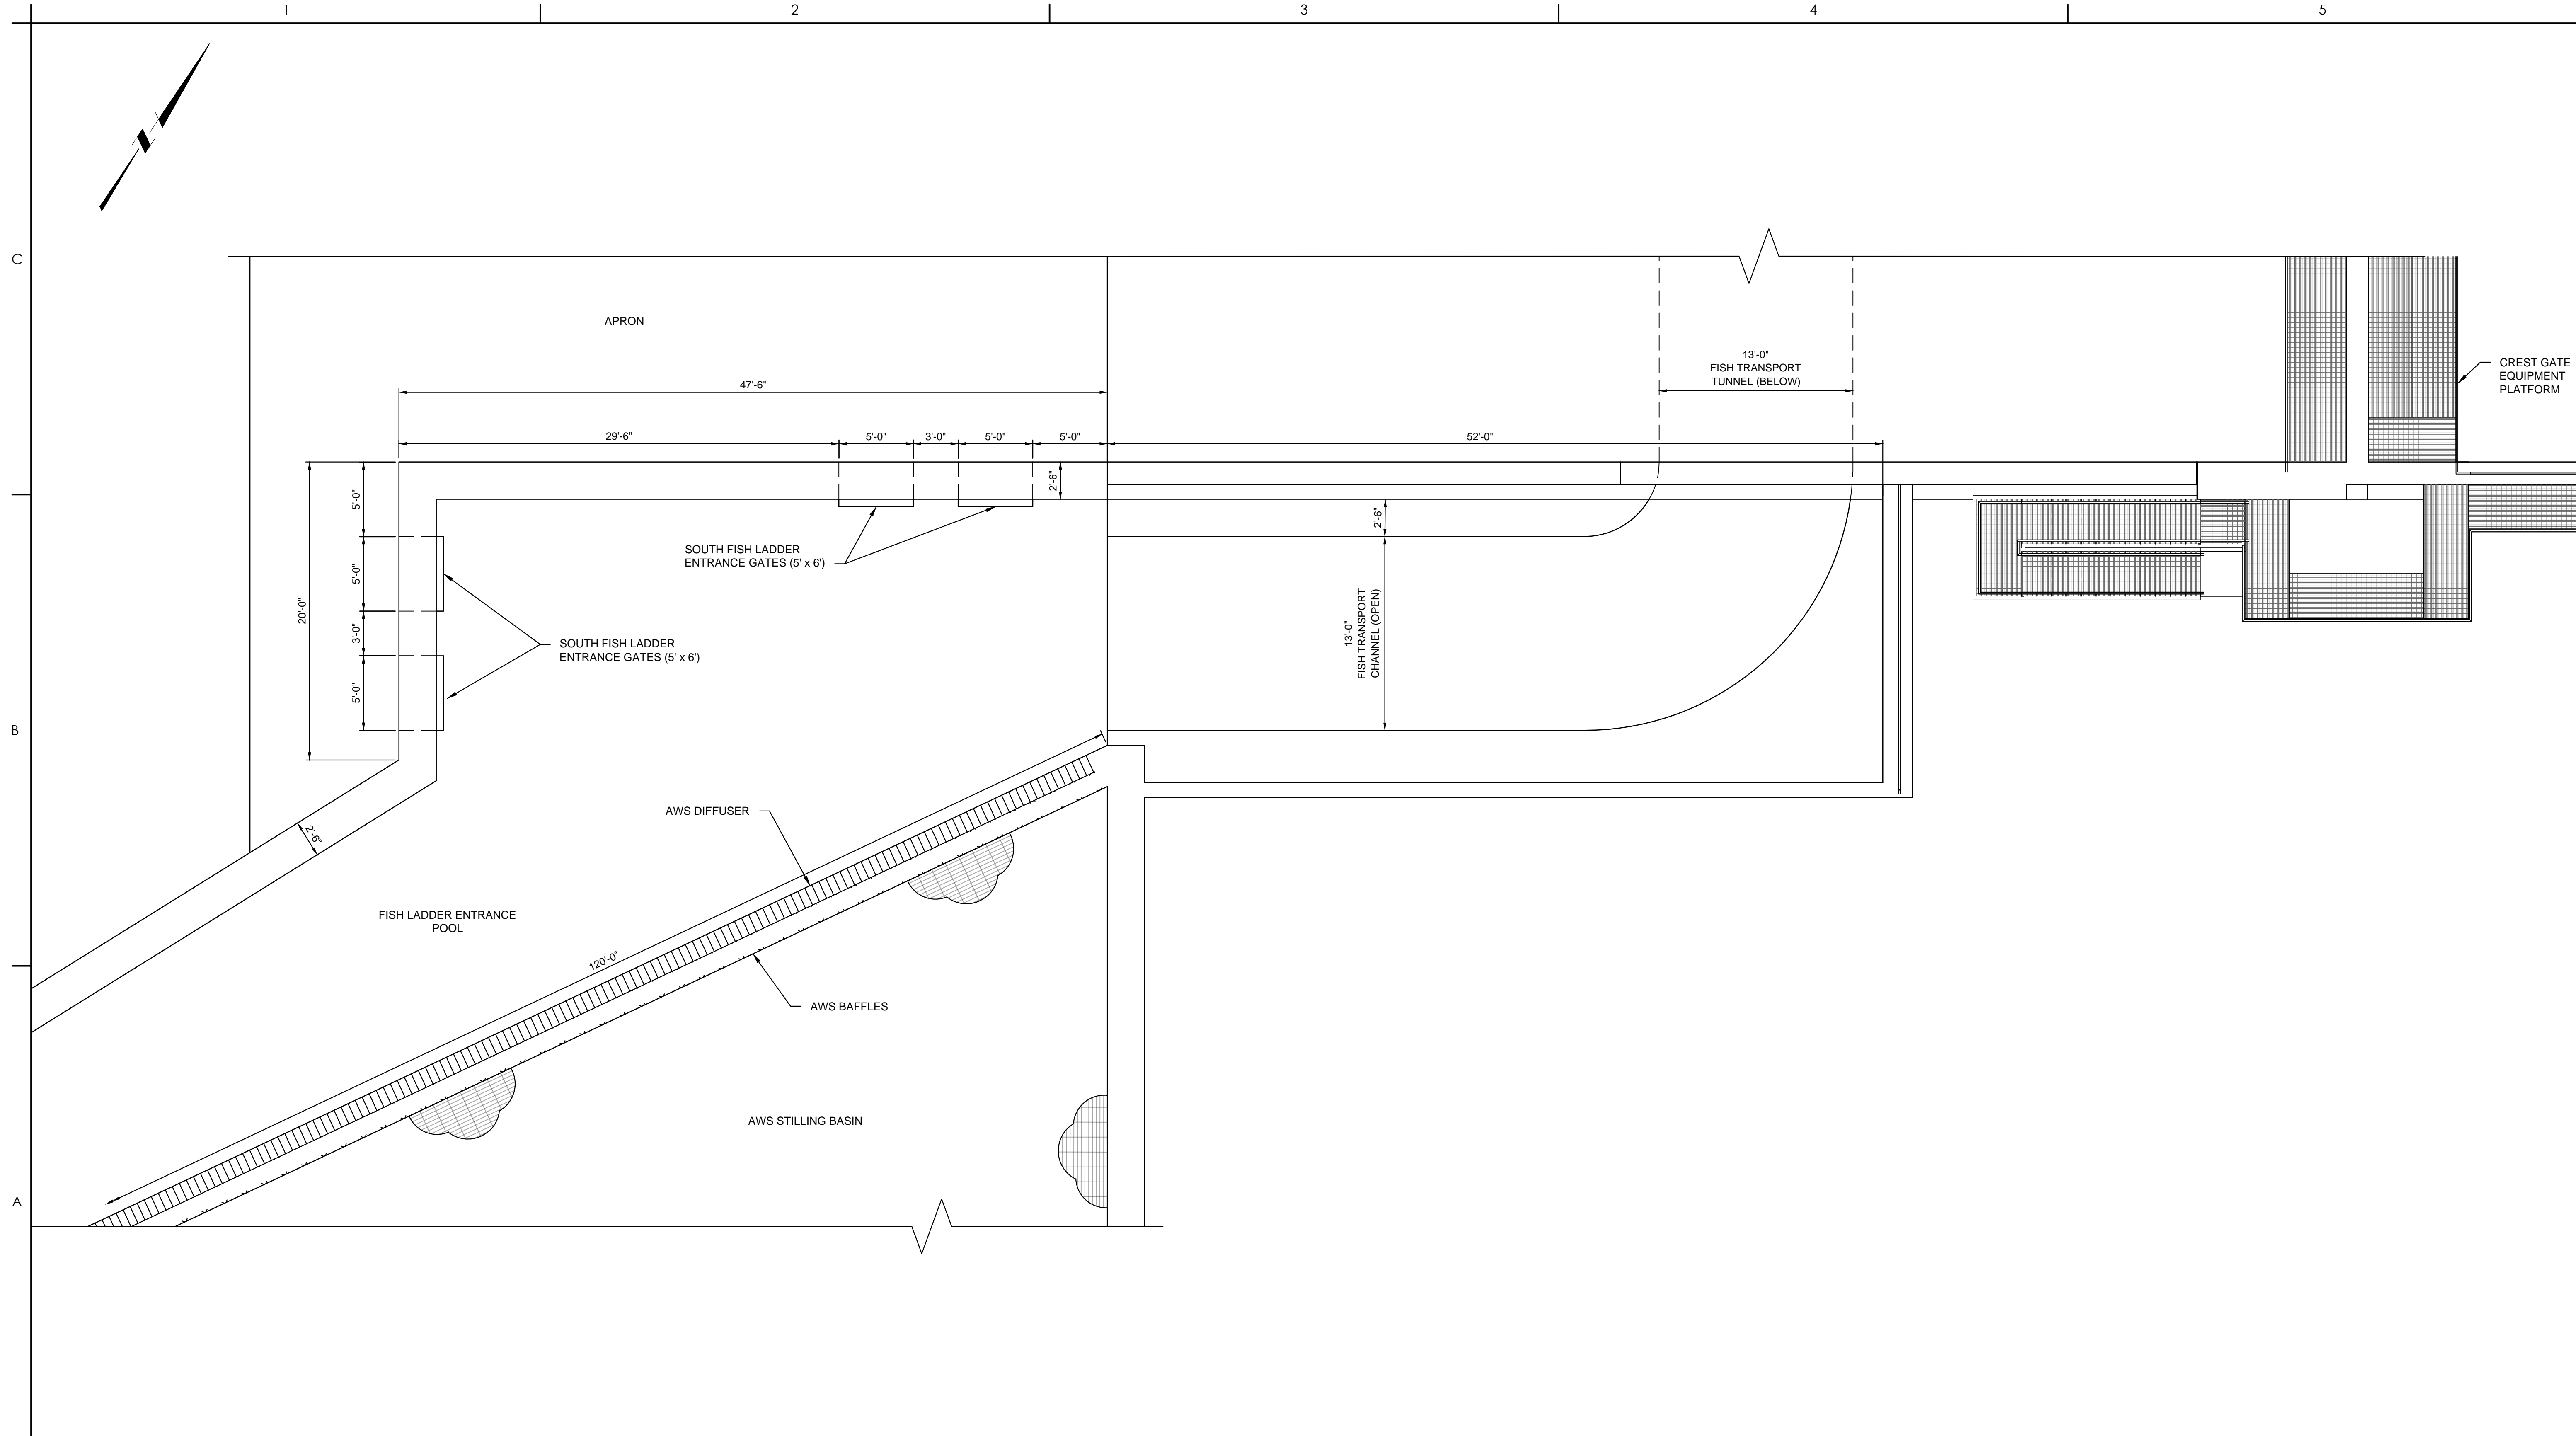 1 2 3 4 5
N
C
APRON
13'-0"
FISH TRANSPORT
TUNNEL (BELOW)
CREST GATE
EQUIPMENT
PLATFORM
47'-6"
29'-6" 5'-0" 3'-0" 5'-0" 5'-0" 52'-0"
2'-6"
5'-0"
2'-6"
SOUTH FISH LADDER
ENTRANCE GATES (5' x 6')
5'-0"
20'-0"
3'-0"
13'-0"
FISH TRANSPORT
CHANNEL (OPEN)
SOUTH FISH LADDER
ENTRANCE GATES (5' x 6')
5'-0"
B
AWS DIFFUSER
2'-6"
FISH LADDER ENTRANCE
POOL
120'-0"
AWS BAFFLES
AWS STILLING BASIN
A